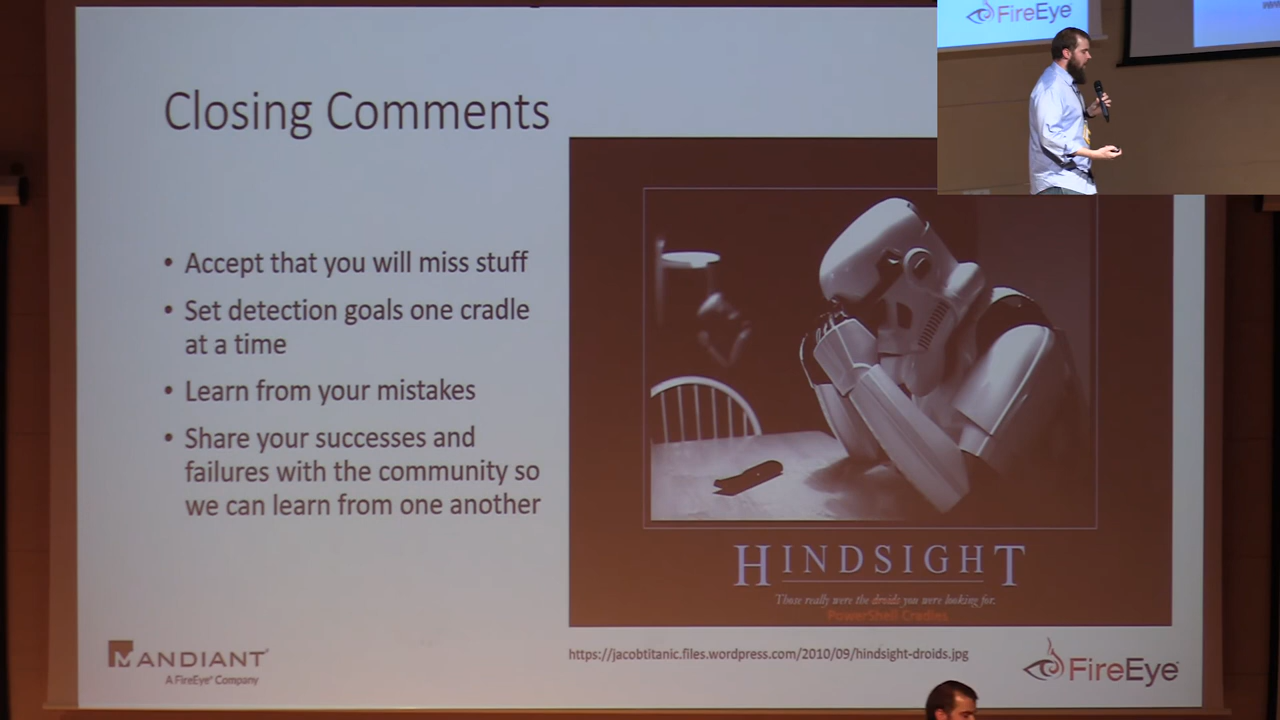 FireEye
Closing Comments
• Accept that you will miss stuff
• Set detection goals one cradle
at a time
• Learn from your mistakes
• Share your successes and
failures with the community so
we can learn from one another
HINDSIGHT
Those really were the droids you were looking for.
PowerShell Cradles
https://jacobtitanic.files.wordpress.com/2010/09/hindsight-droids.jpg
MANDIANT®
A FireEye® Company
FireEye™